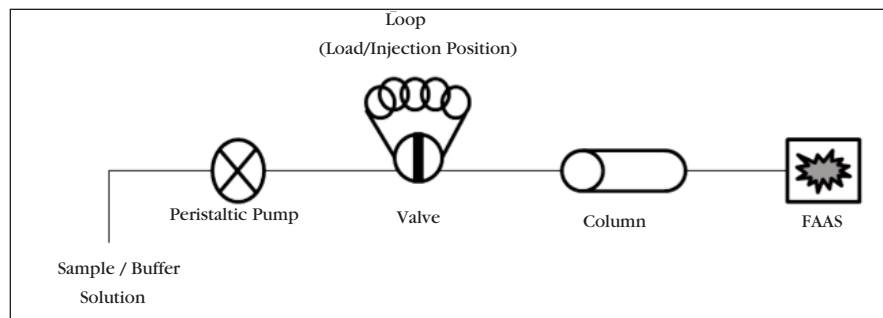 Loop
(Load/Injection Position)
Peristaltic Pump
Valve
Column
FAAS
Sample / Buffer
Solution